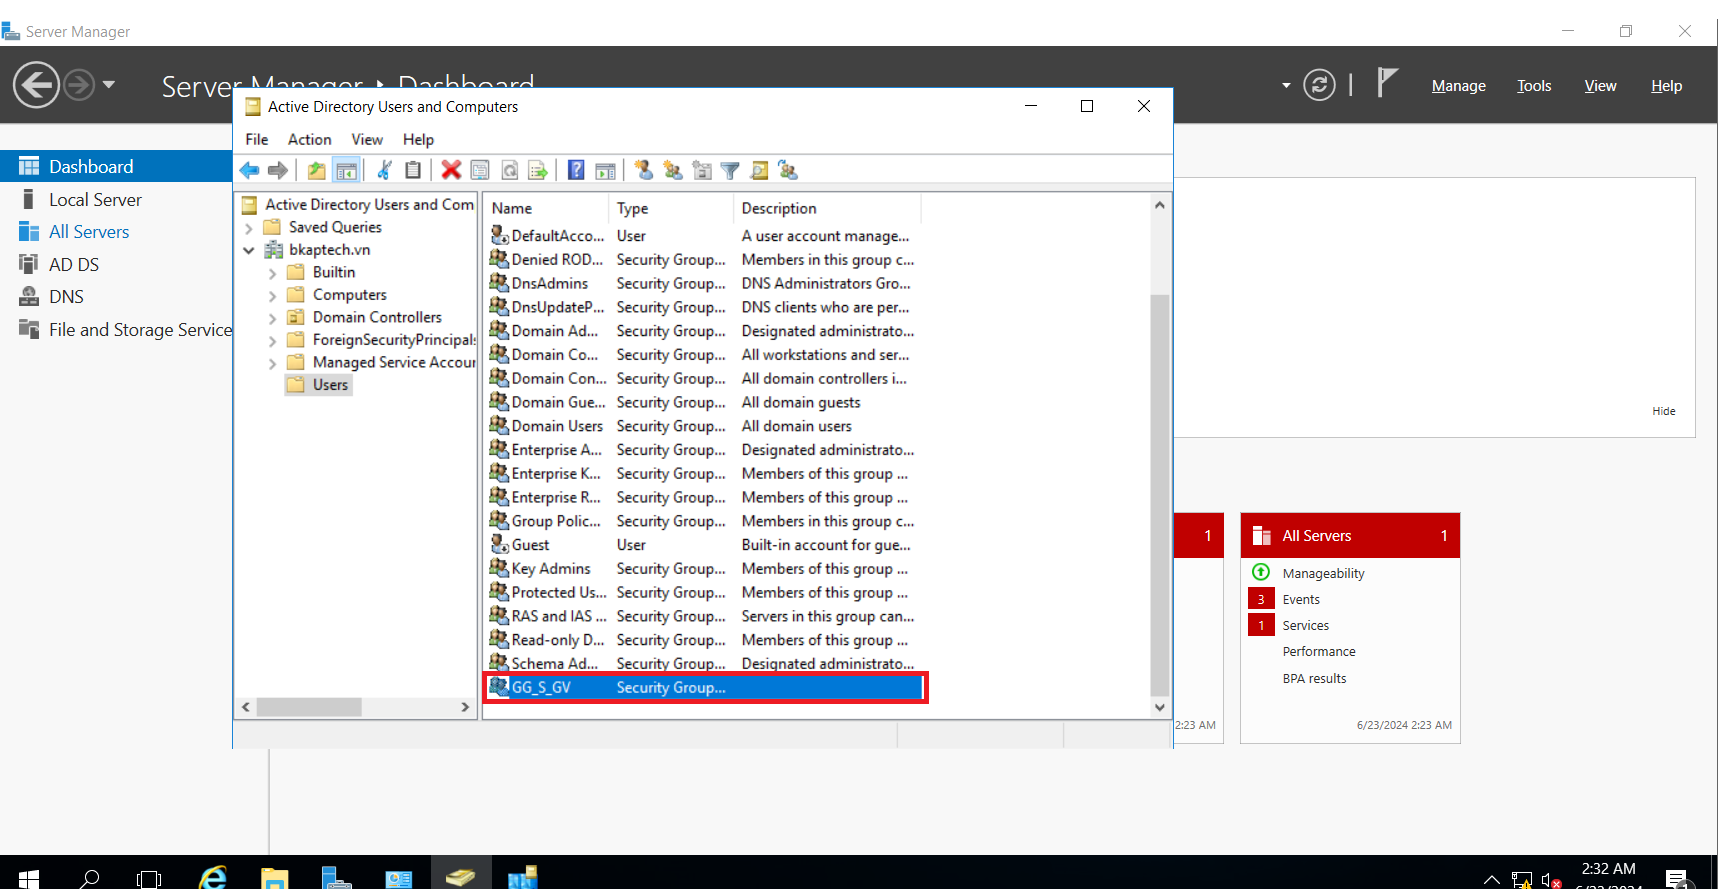 Server Manager
Server Manager ▸ Dashboard
Manage Tools View Help
Active Directory Users and Computers
File Action View Help
Dashboard
Local Server
All Servers
AD DS
DNS
File and Storage Service
Active Directory Users and Com
Saved Queries
bkaptech.vn
Builtin
Computers
Domain Controllers
ForeignSecurityPrincipals
Managed Service Accour
Users
Name Type Description
DefaultAcco... User A user account manage...
Denied ROD... Security Group... Members in this group c...
DnsAdmins Security Group... DNS Administrators Gro...
DnsUpdateP... Security Group... DNS clients who are per...
Domain Ad... Security Group... Designated administrato...
Domain Co... Security Group... All workstations and ser...
Domain Con... Security Group... All domain controllers i...
Domain Gue... Security Group... All domain guests
Domain Users Security Group... All domain users
Enterprise A... Security Group... Designated administrato...
Enterprise K... Security Group... Members of this group ...
Enterprise R... Security Group... Members of this group ...
Group Polic... Security Group... Members in this group c...
Guest User Built-in account for gue...
Key Admins Security Group... Members of this group ...
Protected Us... Security Group... Members of this group ...
RAS and IAS ... Security Group... Servers in this group can...
Read-only D... Security Group... Members of this group ...
Schema Ad... Security Group... Designated administrato...
GG_S_GV Security Group...
Hide
1
2:23 AM
All Servers 1
Manageability
3 Events
1 Services
Performance
BPA results
6/23/2024 2:23 AM
2:32 AM